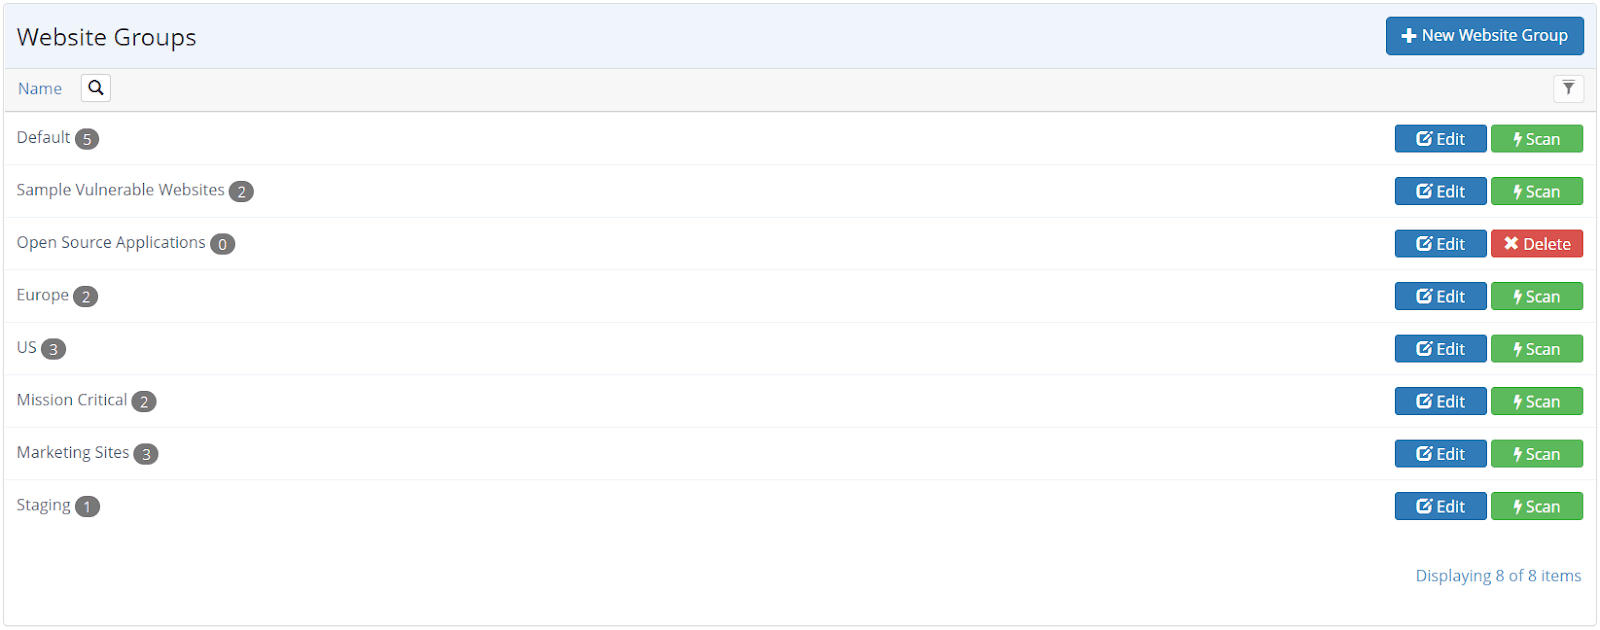 Website Groups
New Website Group
Name
Default 5 Edit Scan
Sample Vulnerable Websites 2 Edit Scan
Open Source Applications 0 Edit Delete
Europe 2 Edit Scan
US 3 Edit Scan
Mission Critical 2 Edit Scan
Marketing Sites 3 Edit Scan
Staging 1 Edit Scan
Displaying 8 of 8 items